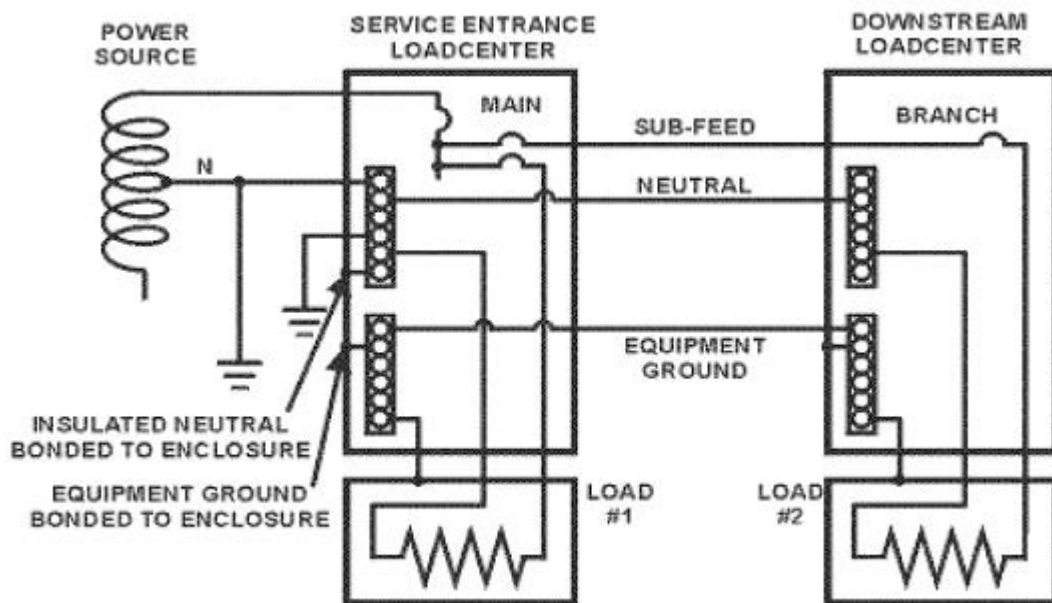 POWER
SOURCE
SERVICE ENTRANCE
LOADCENTER
DOWNSTREAM
LOADCENTER
MAIN
SUB-FEED
BRANCH
N
NEUTRAL
EQUIPMENT
GROUND
INSULATED NEUTRAL
BONDED TO ENCLOSURE
EQUIPMENT GROUND
BONDED TO ENCLOSURE
LOAD
#1
LOAD
#2